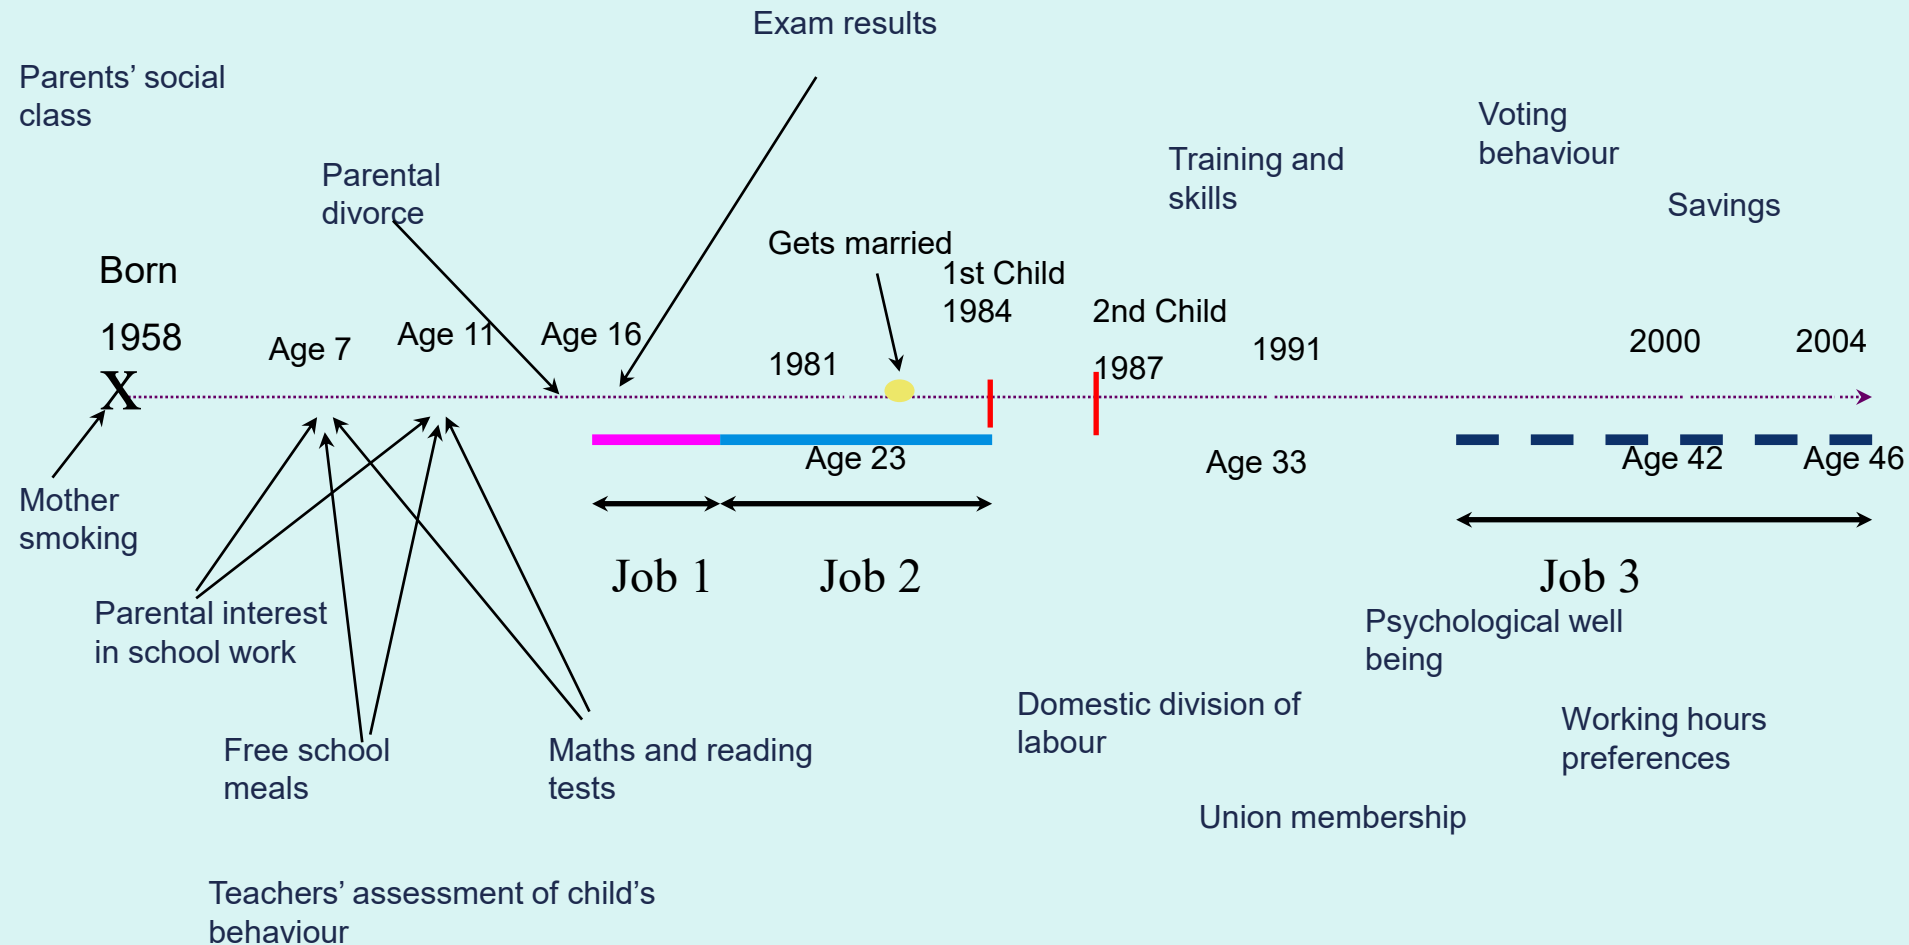 Exam results
Parents’ social
class
Voting
behaviour
Training and
skills
Parental
divorce
Savings
Gets married
Born
1st Child
1984
2nd Child
1958
Age 7
Age 11
Age 16
1981
1987
1991
2000
2004
X
Age 23
Age 33
Age 42
Age 46
Mother
smoking
Job 1
Job 2
Job 3
Parental interest
in school work
Psychological well
being
Free school
meals
Maths and reading
tests
Domestic division of
labour
Working hours
preferences
Union membership
Teachers’ assessment of child’s
behaviour